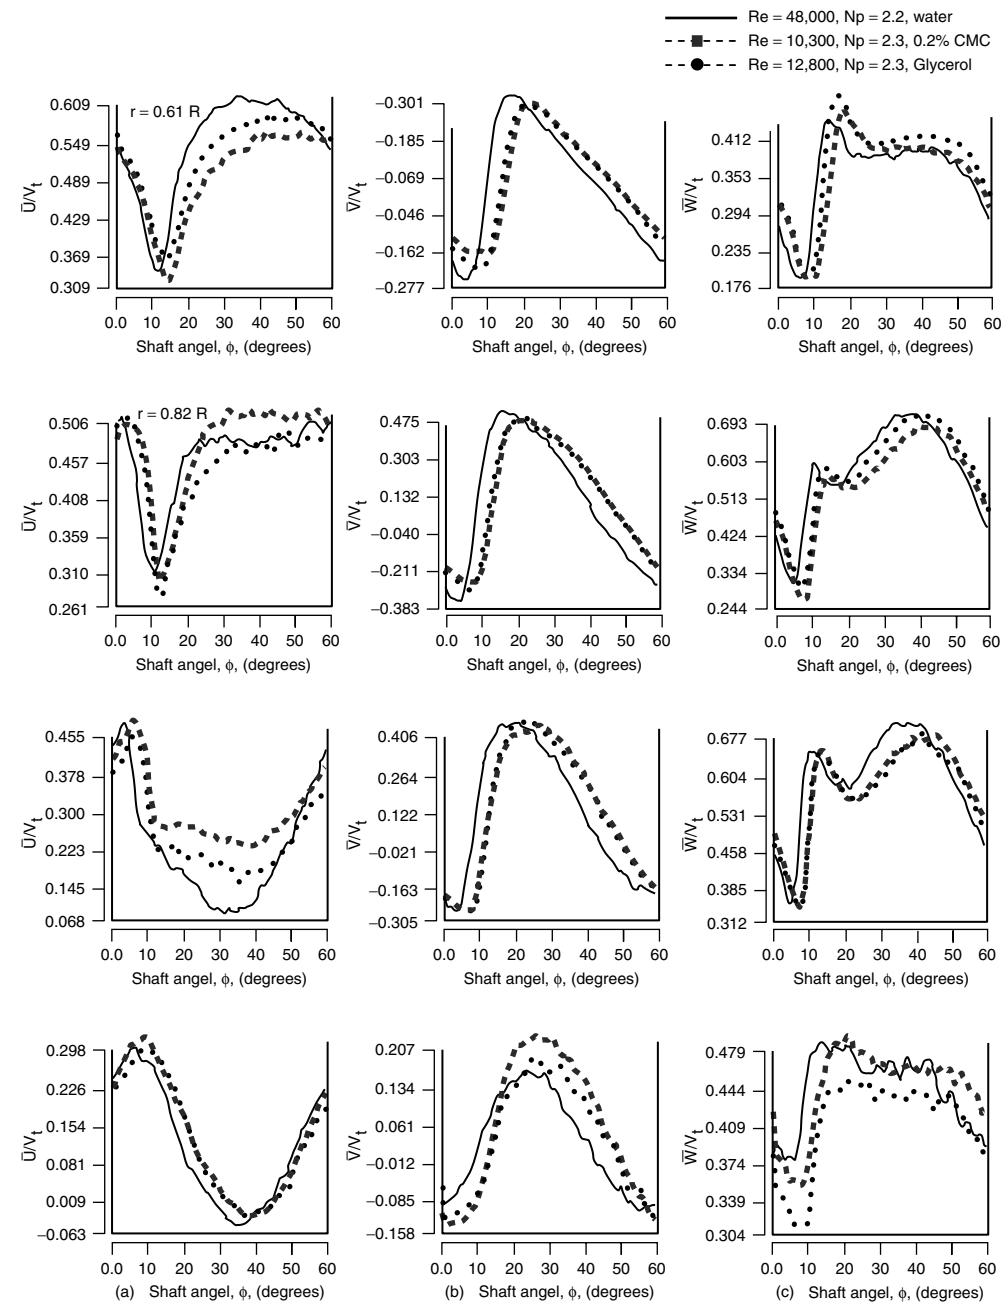 Re = 48,000, Np = 2.2, water
Re = 10,300, Np = 2.3, 0.2% CMC
Re = 12,800, Np = 2.3, Glycerol
r = 0.61 R
U̅/Vt
0.609
0.549
0.489
0.429
0.369
0.309
0.0 10 20 30 40 50 60
Shaft angel, ϕ, (degrees)
V̅/Vt
−0.301
−0.185
−0.069
−0.046
−0.162
−0.277
0.0 10 20 30 40 50 60
Shaft angel, ϕ, (degrees)
W̅/Vt
0.412
0.353
0.294
0.235
0.176
0.0 10 20 30 40 50 60
Shaft angel, ϕ, (degrees)
r = 0.82 R
U̅/Vt
0.506
0.457
0.408
0.359
0.310
0.261
0.0 10 20 30 40 50 60
Shaft angel, ϕ, (degrees)
V̅/Vt
0.475
0.303
0.132
−0.040
−0.211
−0.383
0.0 10 20 30 40 50 60
Shaft angel, ϕ, (degrees)
W̅/Vt
0.693
0.603
0.513
0.424
0.334
0.244
0.0 10 20 30 40 50 60
Shaft angel, ϕ, (degrees)
U̅/Vt
0.455
0.378
0.300
0.223
0.145
0.068
0.0 10 20 30 40 50 60
Shaft angel, ϕ, (degrees)
V̅/Vt
0.406
0.264
0.122
−0.021
−0.163
−0.305
0.0 10 20 30 40 50 60
Shaft angel, ϕ, (degrees)
W̅/Vt
0.677
0.604
0.531
0.458
0.385
0.312
0.0 10 20 30 40 50 60
Shaft angel, ϕ, (degrees)
U̅/Vt
0.298
0.226
0.154
0.081
0.009
−0.063
0.0 10 20 30 40 50 60
(a) Shaft angel, ϕ, (degrees)
V̅/Vt
0.207
0.134
0.061
−0.012
−0.085
−0.158
0.0 10 20 30 40 50 60
(b) Shaft angel, ϕ, (degrees)
W̅/Vt
0.479
0.444
0.409
0.374
0.339
0.304
0.0 10 20 30 40 50 60
(c) Shaft angel, ϕ, (degrees)